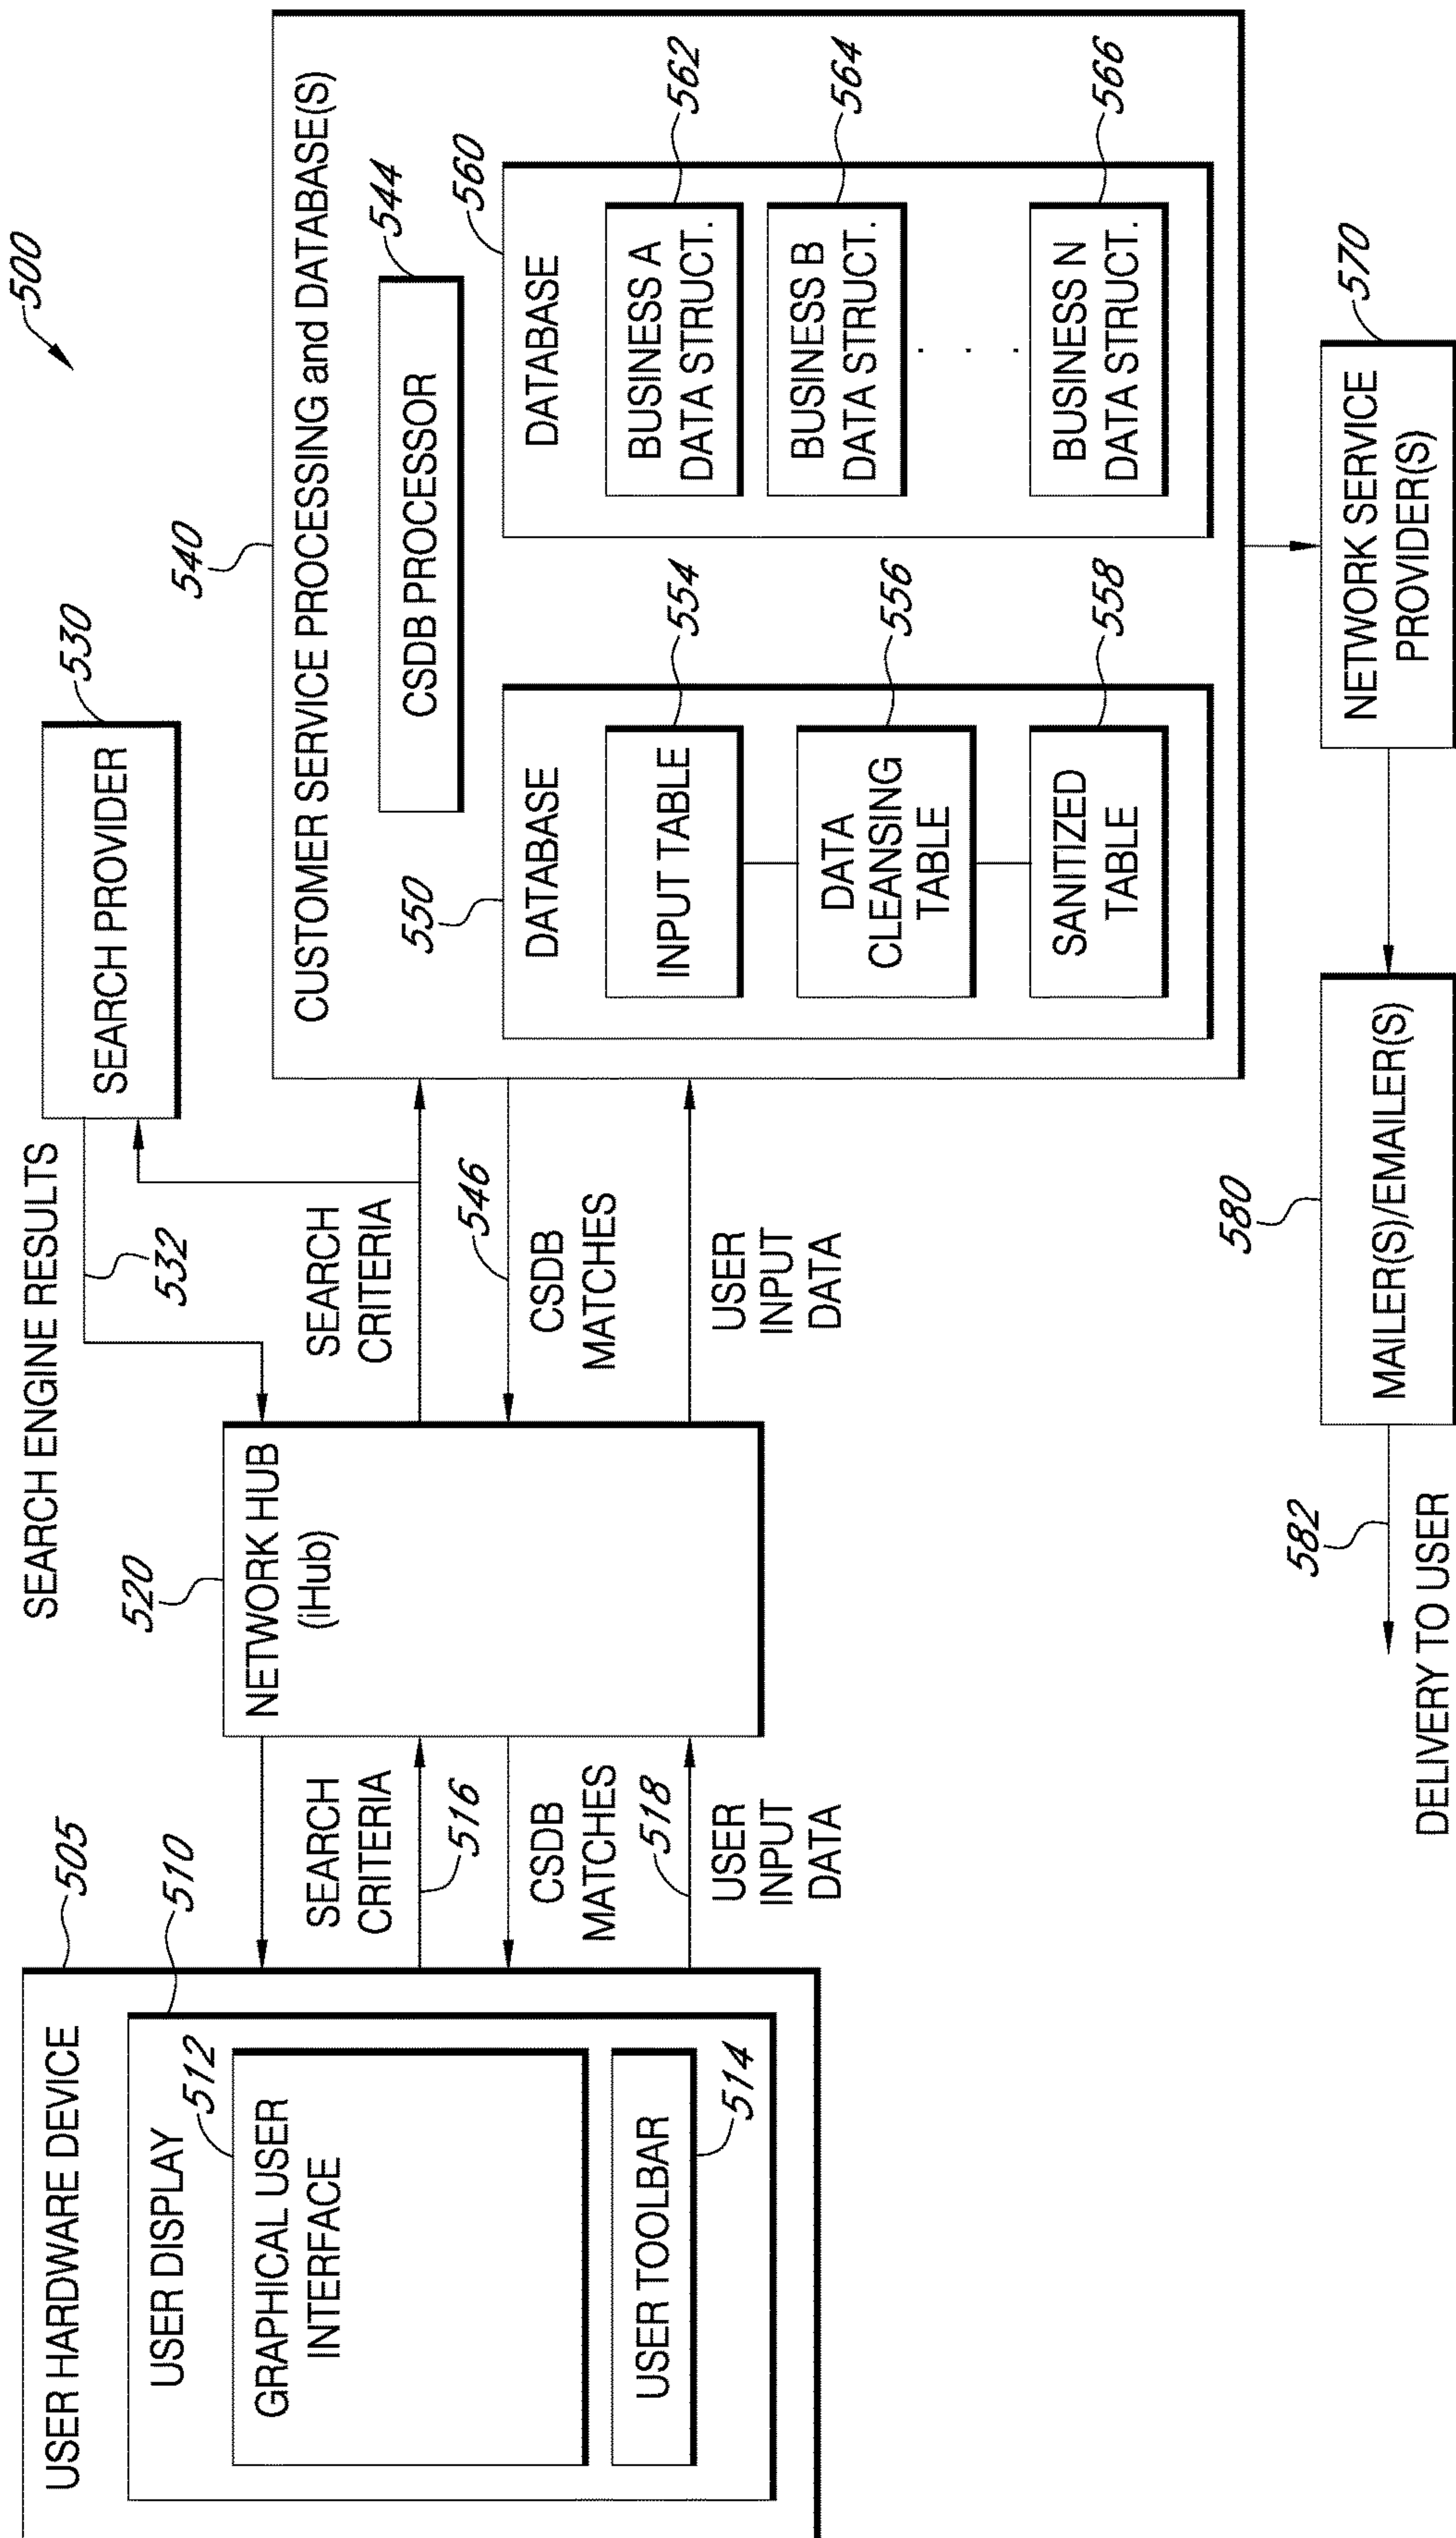 500
USER HARDWARE DEVICE
505
USER DISPLAY
510
GRAPHICAL USER
INTERFACE
512
USER TOOLBAR
514
SEARCH
CRITERIA
516
CSDB
MATCHES
518
USER
INPUT
DATA
520
NETWORK HUB
(iHub)
SEARCH ENGINE RESULTS
532
SEARCH
CRITERIA
546
CSDB
MATCHES
USER
INPUT
DATA
530
SEARCH PROVIDER
540
CUSTOMER SERVICE PROCESSING and DATABASE(S)
544
CSDB PROCESSOR
550
DATABASE
554
INPUT TABLE
556
DATA
CLEANSING
TABLE
558
SANITIZED
TABLE
560
DATABASE
562
BUSINESS A
DATA STRUCT.
564
BUSINESS B
DATA STRUCT.
. . .
566
BUSINESS N
DATA STRUCT.
570
NETWORK SERVICE
PROVIDER(S)
580
MAILER(S)/EMAILER(S)
582
DELIVERY TO USER